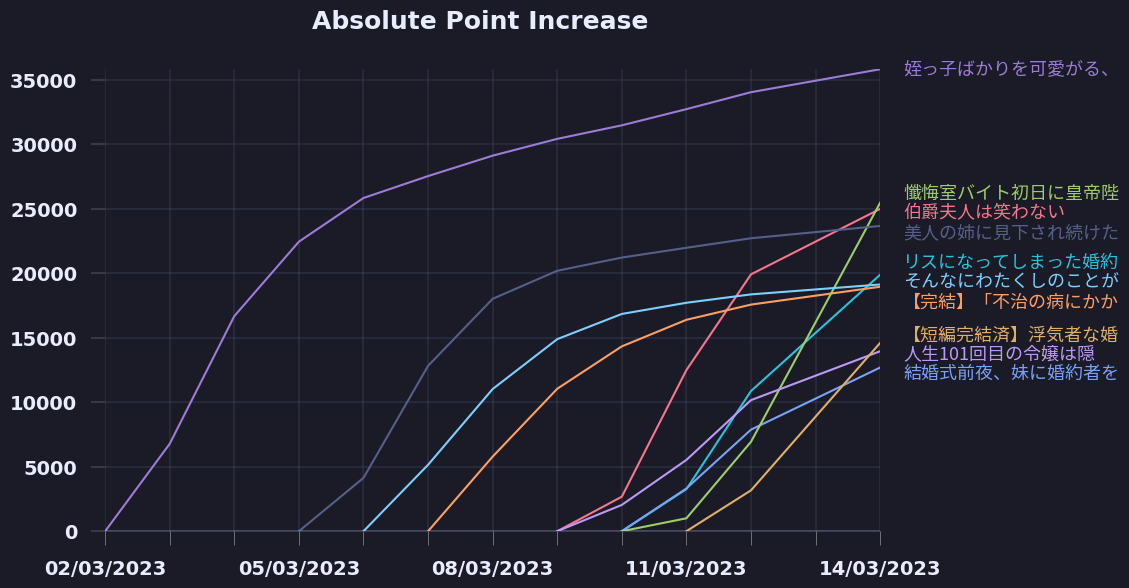 Absolute Point Increase
35000
30000
25000
20000
15000
10000
5000
0
02/03/2023
05/03/2023
08/03/2023
11/03/2023
14/03/2023
姪っ子ばかりを可愛がる、
懺悔室バイト初日に皇帝陛
伯爵夫人は笑わない
美人の姉に見下され続けた
リスになってしまった婚約
そんなにわたくしのことが
【完結】「不治の病にかか
【短編完結済】浮気者な婚
人生101回目の令嬢は隠
結婚式前夜、妹に婚約者を